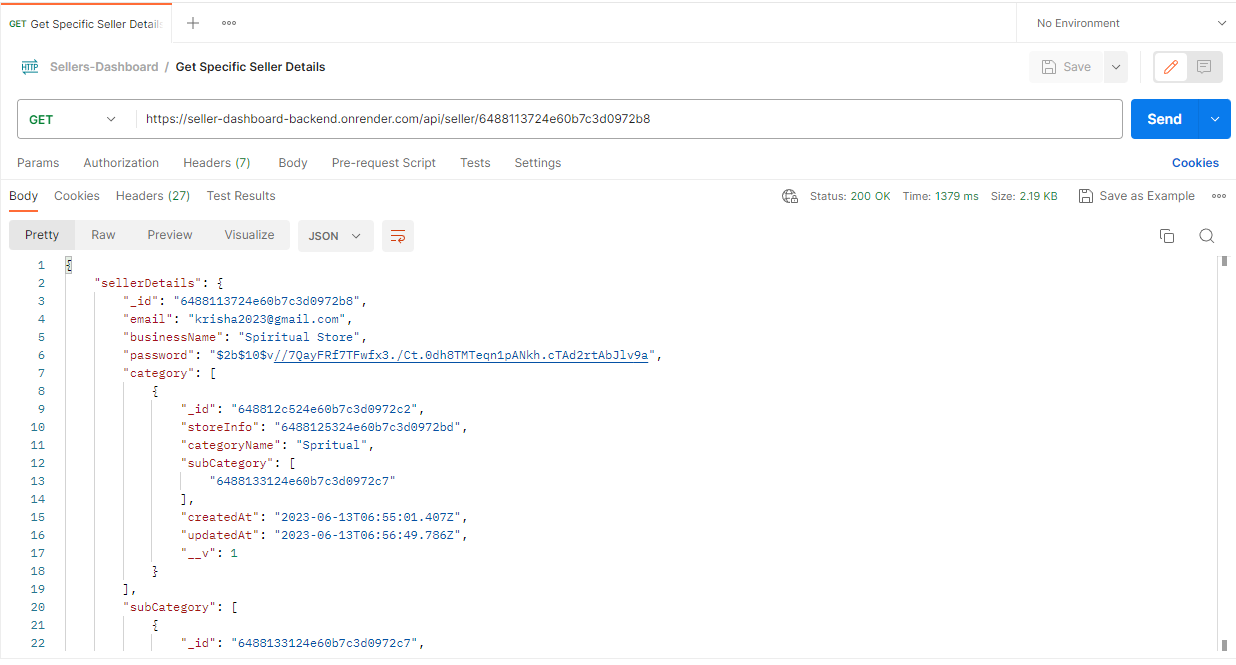 GET Get Specific Seller Details
No Environment
HTTP Sellers-Dashboard / Get Specific Seller Details
Save
GET https://seller-dashboard-backend.onrender.com/api/seller/6488113724e60b7c3d0972b8
Send
Params Authorization Headers (7) Body Pre-request Script Tests Settings Cookies
Body Cookies Headers (27) Test Results Status: 200 OK Time: 1379 ms Size: 2.19 KB Save as Example
Pretty Raw Preview Visualize JSON
1 {
2 "sellerDetails": {
3 "_id": "6488113724e60b7c3d0972b8",
4 "email": "krisha2023@gmail.com",
5 "businessName": "Spiritual Store",
6 "password": "$2b$10$v//7QayFRf7TFwfx3./Ct.0dh8TMTeqn1pANkh.cTAd2rtAbJlv9a",
7 "category": [
8 {
9 "_id": "648812c524e60b7c3d0972c2",
10 "storeInfo": "6488125324e60b7c3d0972bd",
11 "categoryName": "Spritual",
12 "subCategory": [
13 "6488133124e60b7c3d0972c7"
14 ],
15 "createdAt": "2023-06-13T06:55:01.407Z",
16 "updatedAt": "2023-06-13T06:56:49.786Z",
17 "__v": 1
18 }
19 ],
20 "subCategory": [
21 {
22 "_id": "6488133124e60b7c3d0972c7",